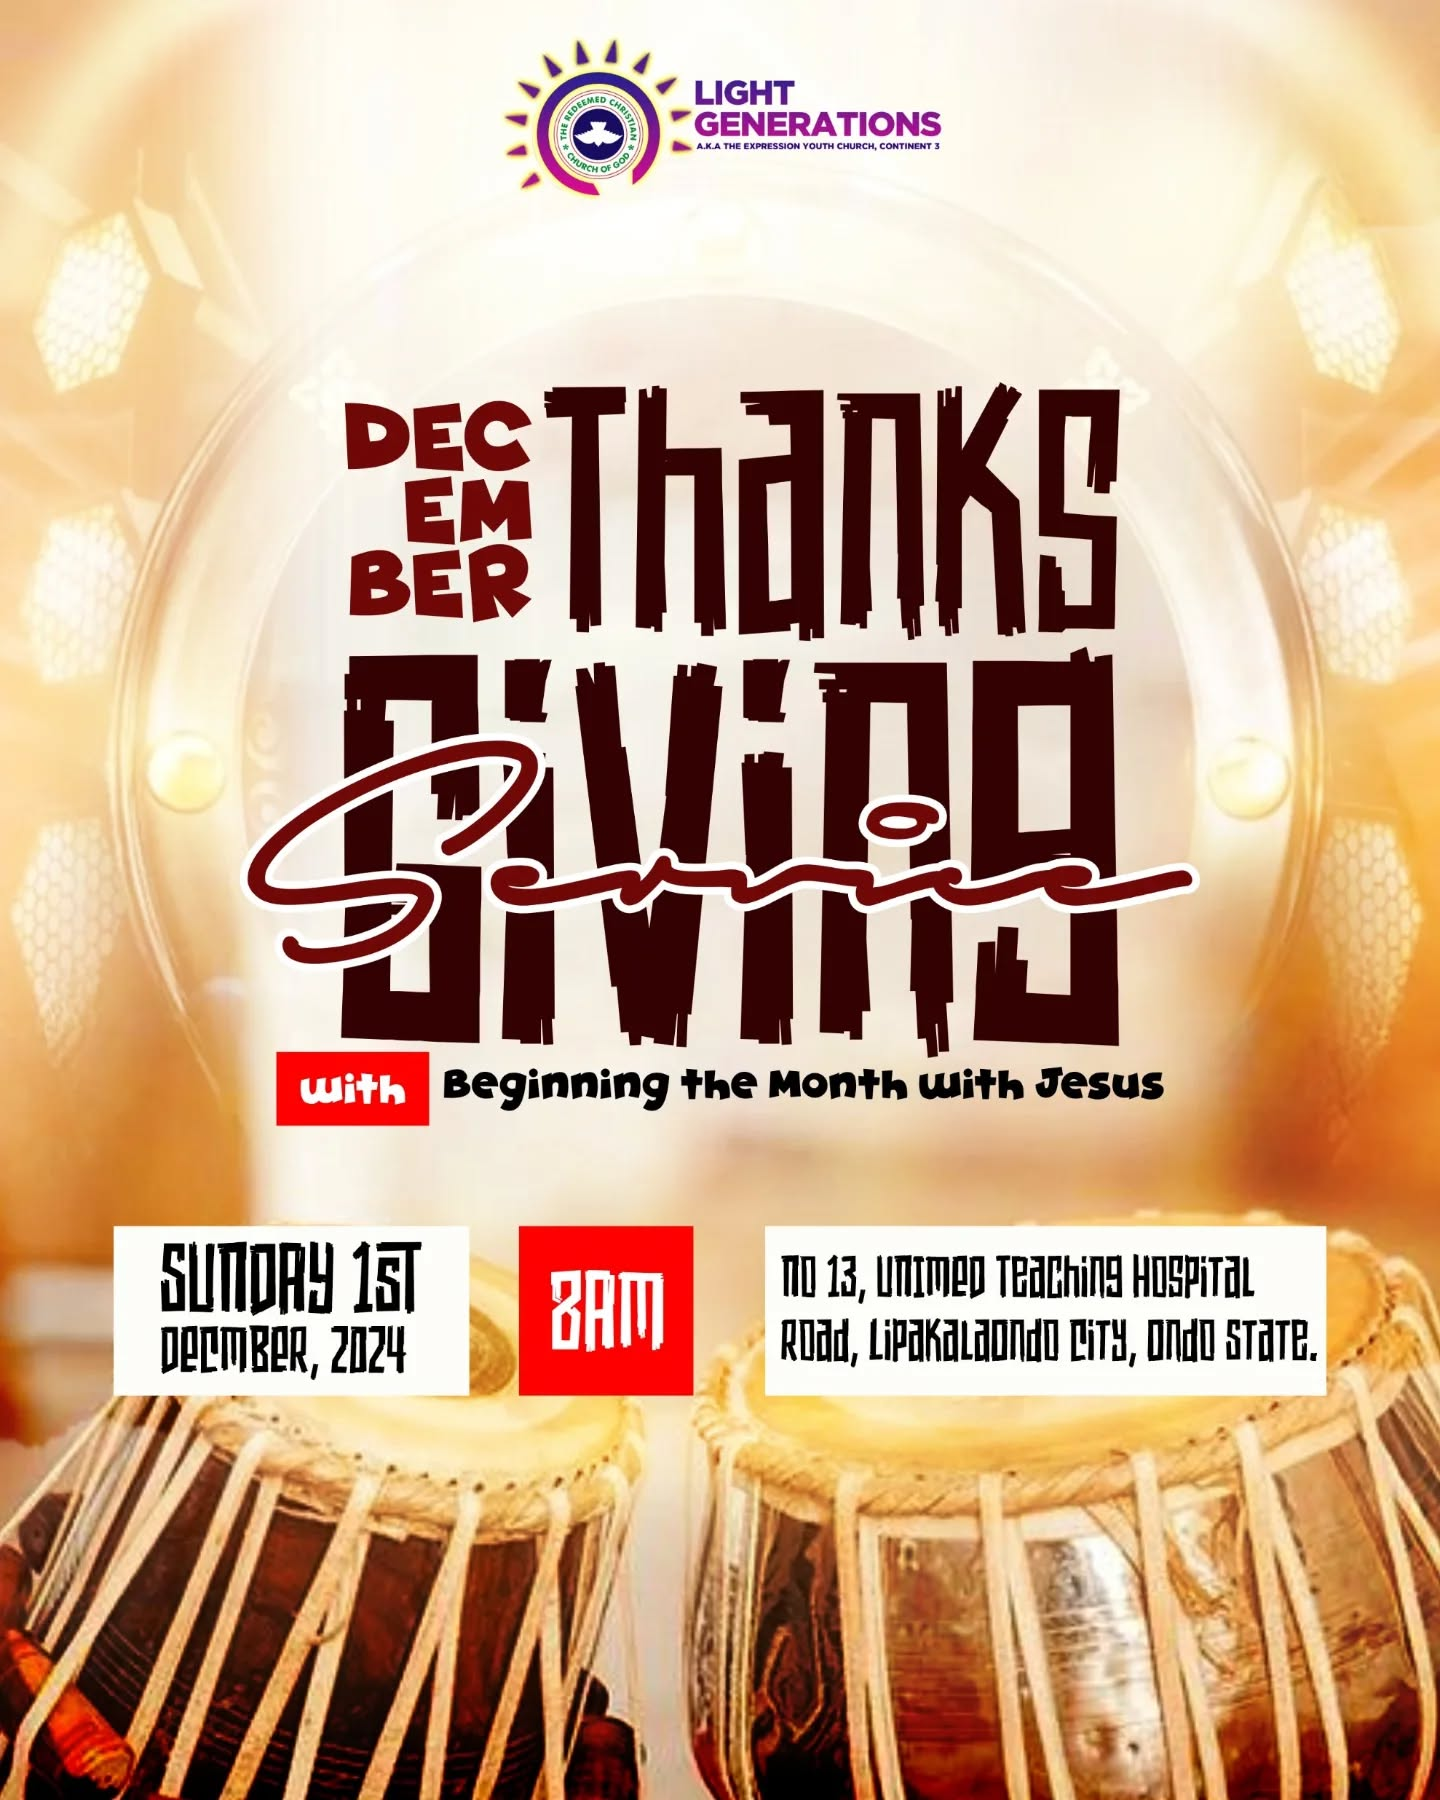 THE REDEEMED CHRISTIAN
CHURCH OF GOD
LIGHT
GENERATIONS
A.K.A THE EXPRESSION YOUTH CHURCH, CONTINENT 3
DEC
EM
BER
Thanks
Giving
Service
with Beginning the Month with Jesus
SUNDAY 1ST
DECMBER, 2024
8AM
NO 13, UNIMED Teaching Hospital
Road, Lipakalaondo City, Ondo State.